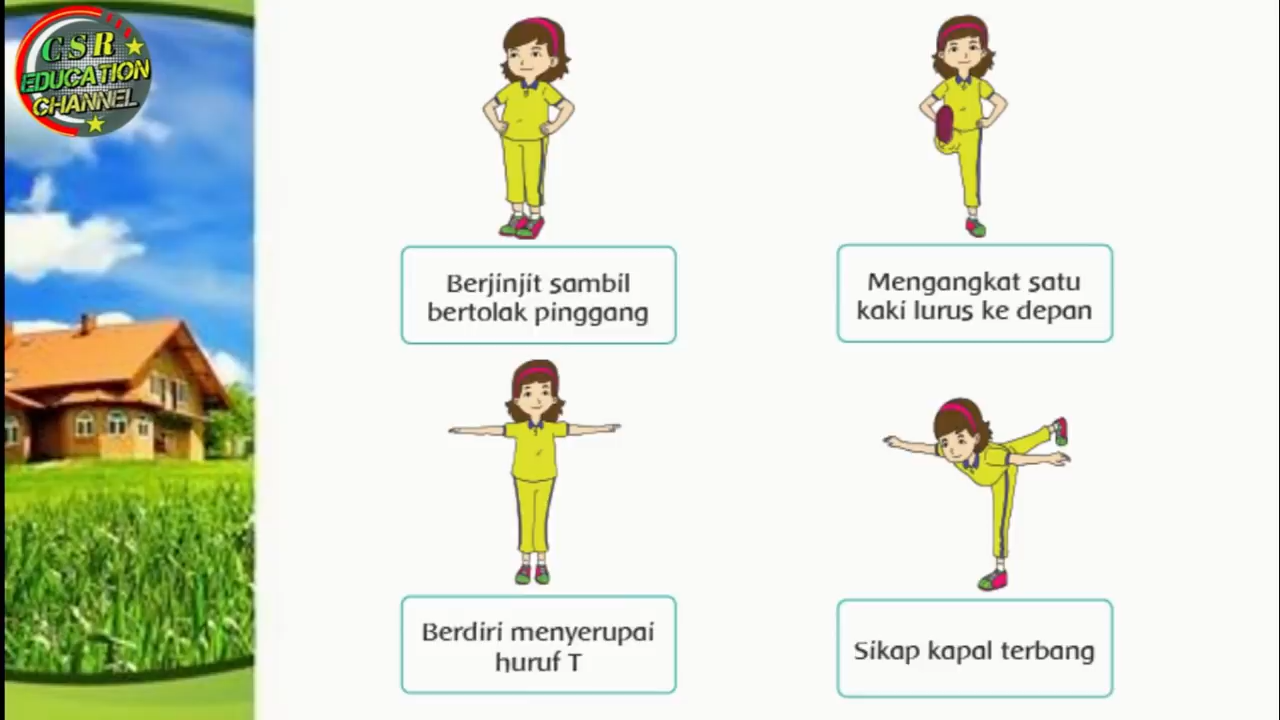 CSR
EDUCATION
CHANNEL
Berjinjit sambil
bertolak pinggang
Mengangkat satu
kaki lurus ke depan
Berdiri menyerupai
huruf T
Sikap kapal terbang